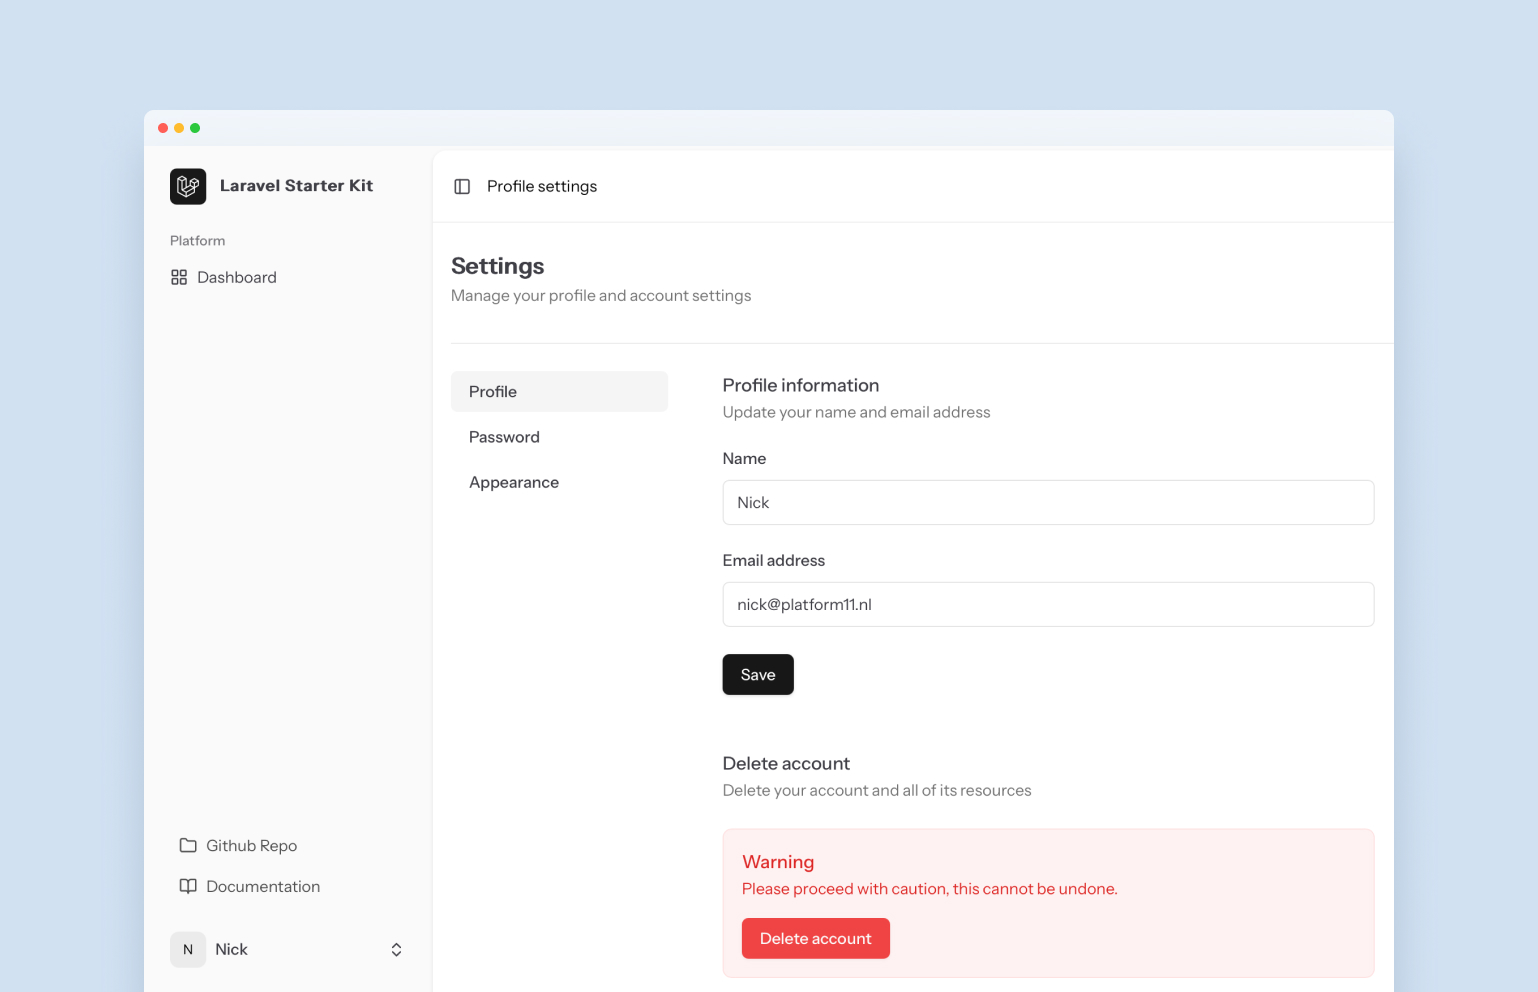 Laravel Starter Kit
Platform
Dashboard
Github Repo
Documentation
N
Nick
Profile settings
Settings
Manage your profile and account settings
Profile
Password
Appearance
Profile information
Update your name and email address
Name
Nick
Email address
nick@platform11.nl
Save
Delete account
Delete your account and all of its resources
Warning
Please proceed with caution, this cannot be undone.
Delete account